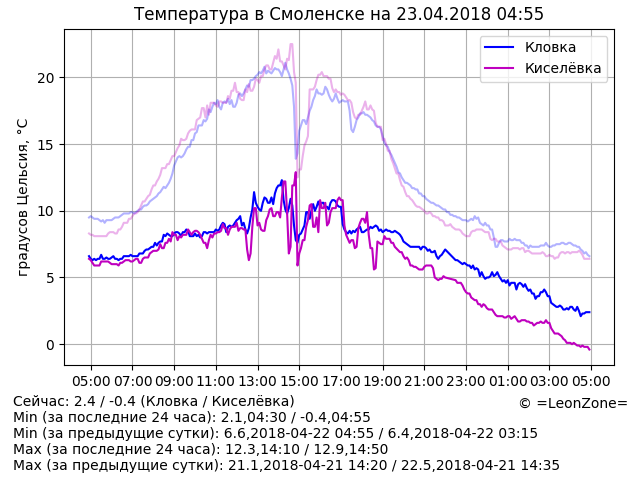 Температура в Смоленске на 23.04.2018 04:55
Кловка
Киселёвка
градусов Цельсия, °C
20
15
10
5
0
05:00 07:00 09:00 11:00 13:00 15:00 17:00 19:00 21:00 23:00 01:00 03:00 05:00
Сейчас: 2.4 / -0.4 (Кловка / Киселёвка)
© =LeonZone=
Min (за последние 24 часа): 2.1,04:30 / -0.4,04:55
Min (за предыдущие сутки): 6.6,2018-04-22 04:55 / 6.4,2018-04-22 03:15
Max (за последние 24 часа): 12.3,14:10 / 12.9,14:50
Max (за предыдущие сутки): 21.1,2018-04-21 14:20 / 22.5,2018-04-21 14:35